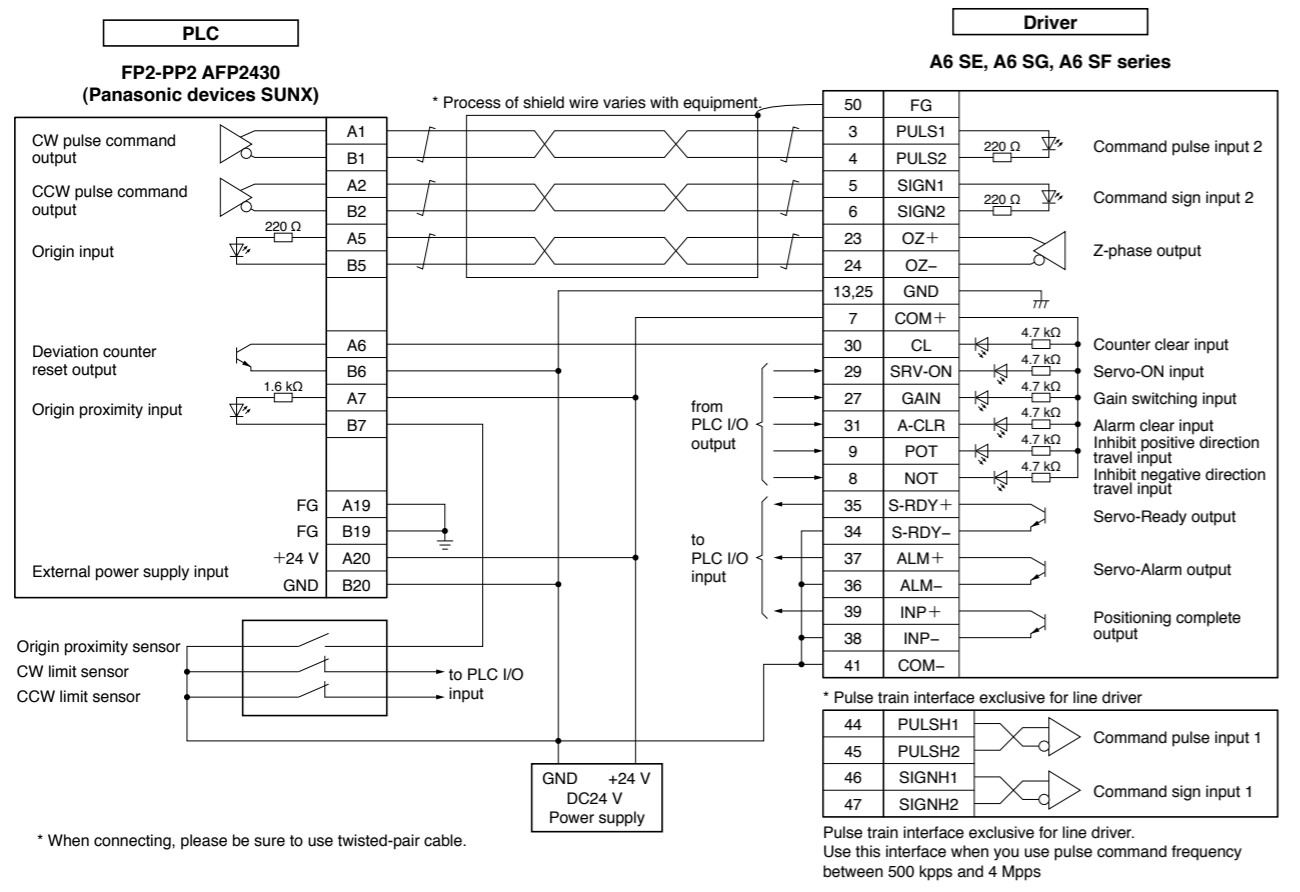 PLC
FP2-PP2 AFP2430
(Panasonic devices SUNX)
CW pulse command
output
CCW pulse command
output
220 Ω
Origin input
Deviation counter
reset output
1.6 kΩ
Origin proximity input
FG
FG
+24 V
External power supply input
GND
A1
B1
A2
B2
A5
B5
A6
B6
A7
B7
A19
B19
A20
B20
Origin proximity sensor
CW limit sensor
CCW limit sensor
to PLC I/O
input
* Process of shield wire varies with equipment.
from
PLC I/O
output
to
PLC I/O
input
GND +24 V
DC24 V
Power supply
* When connecting, please be sure to use twisted-pair cable.
Driver
A6 SE, A6 SG, A6 SF series
50 FG
3 PULS1
4 PULS2
220 Ω
Command pulse input 2
5 SIGN1
6 SIGN2
220 Ω
Command sign input 2
23 OZ+
24 OZ−
Z-phase output
13,25 GND
7 COM+
30 CL 4.7 kΩ Counter clear input
29 SRV-ON 4.7 kΩ Servo-ON input
27 GAIN 4.7 kΩ Gain switching input
31 A-CLR 4.7 kΩ Alarm clear input
9 POT 4.7 kΩ Inhibit positive direction
travel input
8 NOT 4.7 kΩ Inhibit negative direction
travel input
35 S-RDY+
34 S-RDY−
Servo-Ready output
37 ALM+
36 ALM−
Servo-Alarm output
39 INP+
38 INP−
Positioning complete
output
41 COM−
* Pulse train interface exclusive for line driver
44 PULSH1
45 PULSH2
Command pulse input 1
46 SIGNH1
47 SIGNH2
Command sign input 1
Pulse train interface exclusive for line driver.
Use this interface when you use pulse command frequency
between 500 kpps and 4 Mpps